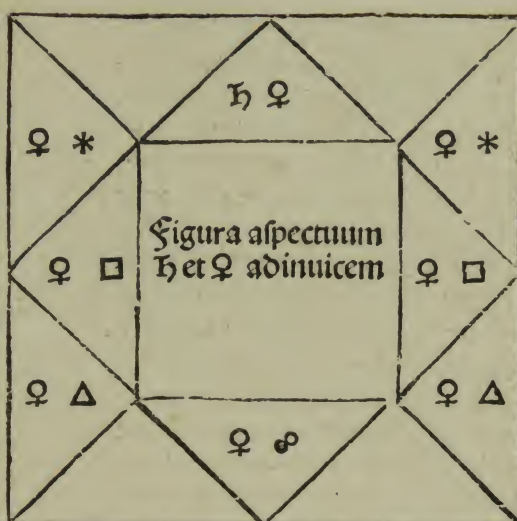 ♄ ♀
♀ ⚹ ♀ ⚹
Figura aſpectuum
♄ et ♀ adinuicem
♀ □ ♀ □
♀ △ ♀ △
♀ ☍